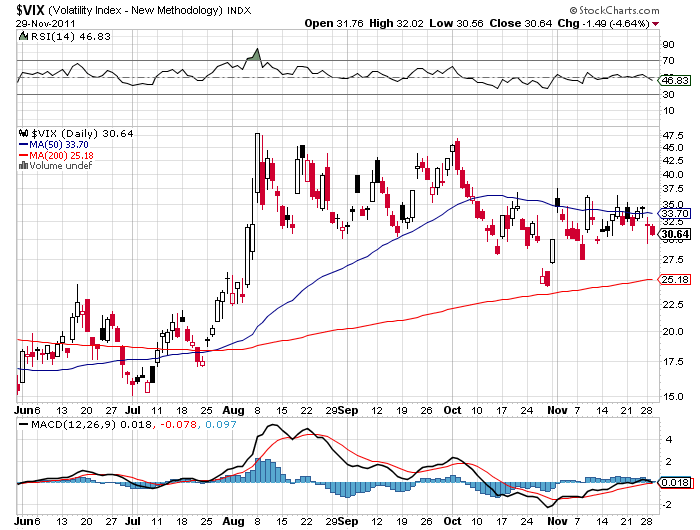 $VIX (Volatility Index - New Methodology) INDX
© StockCharts.com
29-Nov-2011
Open 31.76 High 32.02 Low 30.56 Close 30.64 Chg -1.49 (-4.64%)
RSI(14) 46.83
90
70
46.83
30
10
$VIX (Daily) 30.64
MA(50) 33.70
MA(200) 25.18
Volume undef
47.5
45.0
42.5
40.0
37.5
35.0
33.70
32.5
30.64
30.0
27.5
25.18
22.5
20.0
17.5
15.0
Jun 6 13 20 27 Jul 11 18 25 Aug 8 15 22 29 Sep 12 19 26 Oct 10 17 24 Nov 7 14 21 28
MACD(12,26,9) 0.018, -0.078, 0.097
4
2
0.018
-2
Jun 6 13 20 27 Jul 11 18 25 Aug 8 15 22 29 Sep 12 19 26 Oct 10 17 24 Nov 7 14 21 28